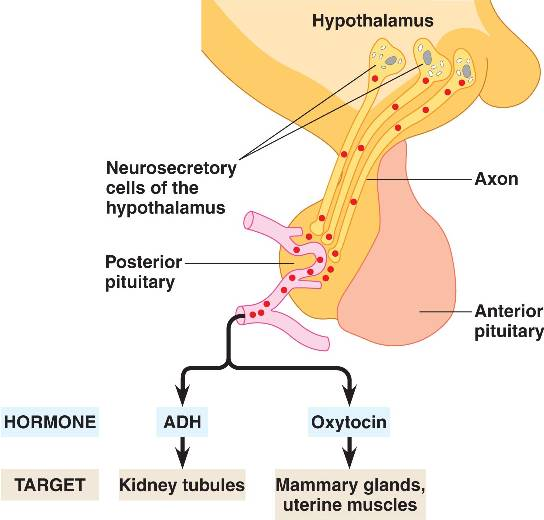 Hypothalamus
Neurosecretory
cells of the
hypothalamus
Axon
Posterior
pituitary
Anterior
pituitary
HORMONE
ADH
Oxytocin
TARGET
Kidney tubules
Mammary glands,
uterine muscles